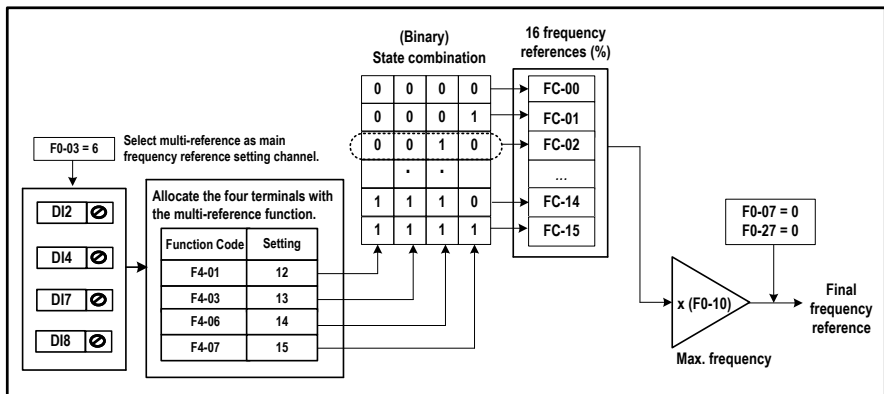 F0-03 = 6
Select multi-reference as main
frequency reference setting channel.
DI2
DI4
DI7
DI8
Allocate the four terminals with
the multi-reference function.
Function Code Setting
F4-01 12
F4-03 13
F4-06 14
F4-07 15
(Binary)
State combination
0 0 0 0
0 0 0 1
0 0 1 0
. .
1 1 1 0
1 1 1 1
16 frequency
references (%)
FC-00
FC-01
FC-02
...
FC-14
FC-15
x (F0-10)
Max. frequency
F0-07 = 0
F0-27 = 0
Final
frequency
reference